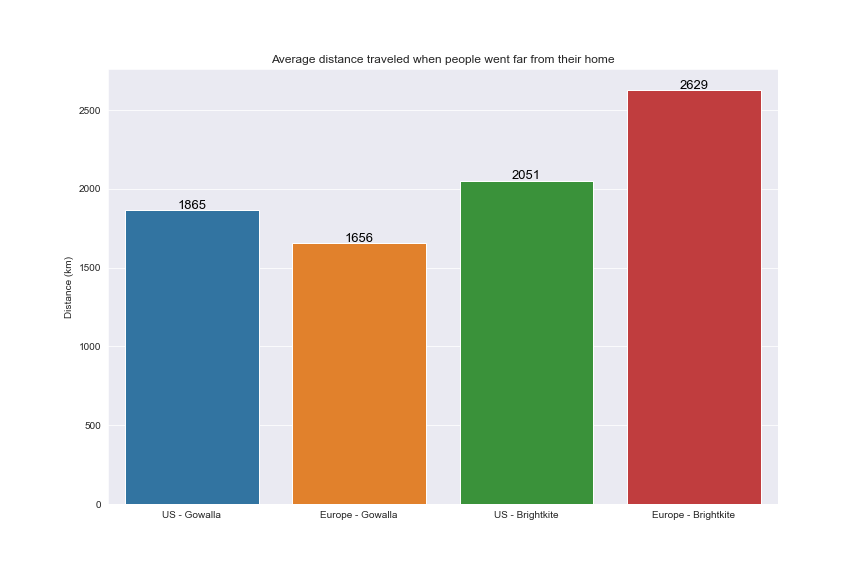 Average distance traveled when people went far from their home
2629
2500
2051
2000
1865
1656
1500
Distance (km)
1000
500
0
US - Gowalla
Europe - Gowalla
US - Brightkite
Europe - Brightkite